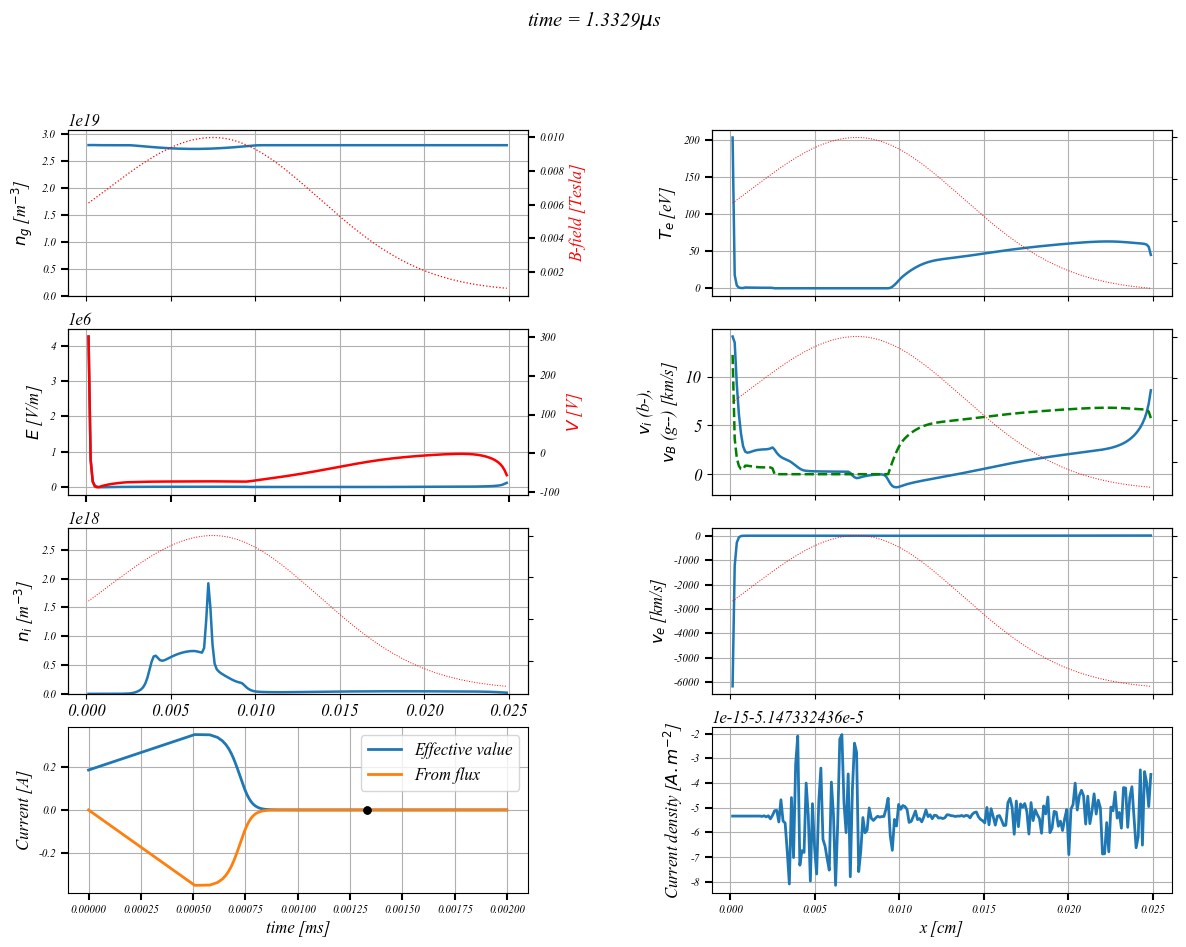 time = 1.3329μs
1e19
3.0
2.5
2.0
1.5
1.0
0.5
0.0
n_g [m^{-3}]
0.010
0.008
0.006
0.004
0.002
B-field [Tesla]
200
150
100
50
0
T_e [eV]
1e6
4
3
2
1
0
E [V/m]
300
200
100
0
-100
V [V]
10
5
0
v_i (b-),
v_B (g--) [km/s]
1e18
2.5
2.0
1.5
1.0
0.5
0.0
n_i [m^{-3}]
0.000 0.005 0.010 0.015 0.020 0.025
0
-1000
-2000
-3000
-4000
-5000
-6000
v_e [km/s]
0.2
0.0
-0.2
Current [A]
Effective value
From flux
0.00000 0.00025 0.00050 0.00075 0.00100 0.00125 0.00150 0.00175 0.00200
time [ms]
1e-15-5.147332436e-5
-2
-3
-4
-5
-6
-7
-8
Current density [A.m^{-2}]
0.000 0.005 0.010 0.015 0.020 0.025
x [cm]